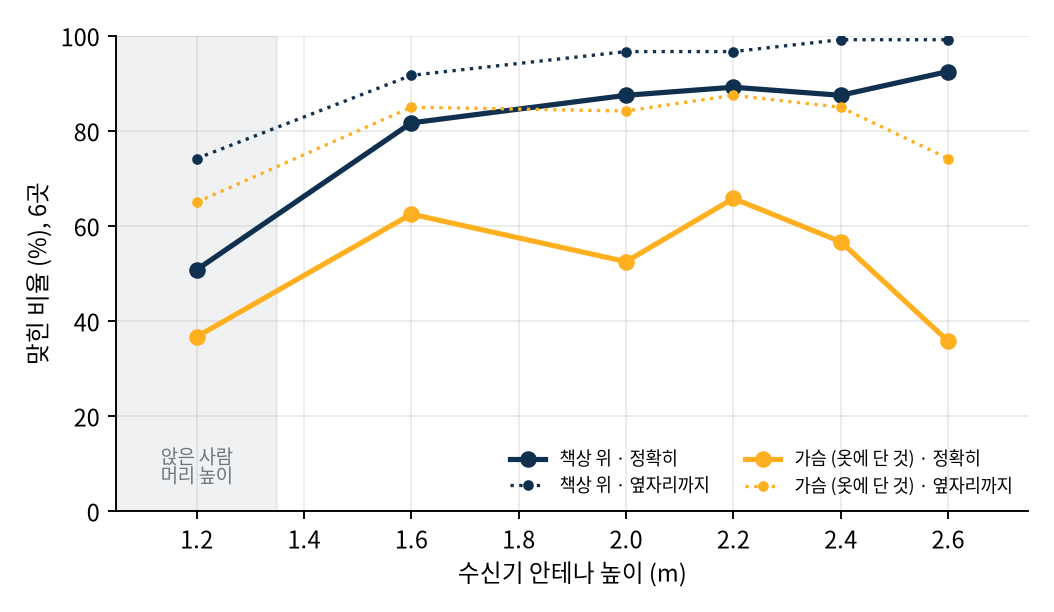 맞힌 비율 (%), 6곳
100
80
60
40
20
0
앉은 사람
머리 높이
책상 위 · 정확히
책상 위 · 옆자리까지
가슴 (옷에 단 것) · 정확히
가슴 (옷에 단 것) · 옆자리까지
1.2 1.4 1.6 1.8 2.0 2.2 2.4 2.6
수신기 안테나 높이 (m)